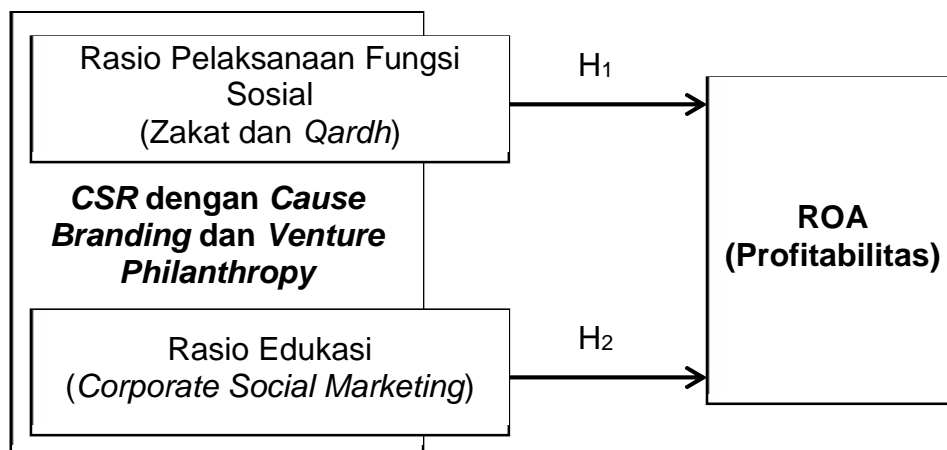 Rasio Pelaksanaan Fungsi
Sosial
(Zakat dan Qardh)
H₁
CSR dengan Cause
Branding dan Venture
Philanthropy
ROA
(Profitabilitas)
Rasio Edukasi
(Corporate Social Marketing)
H₂